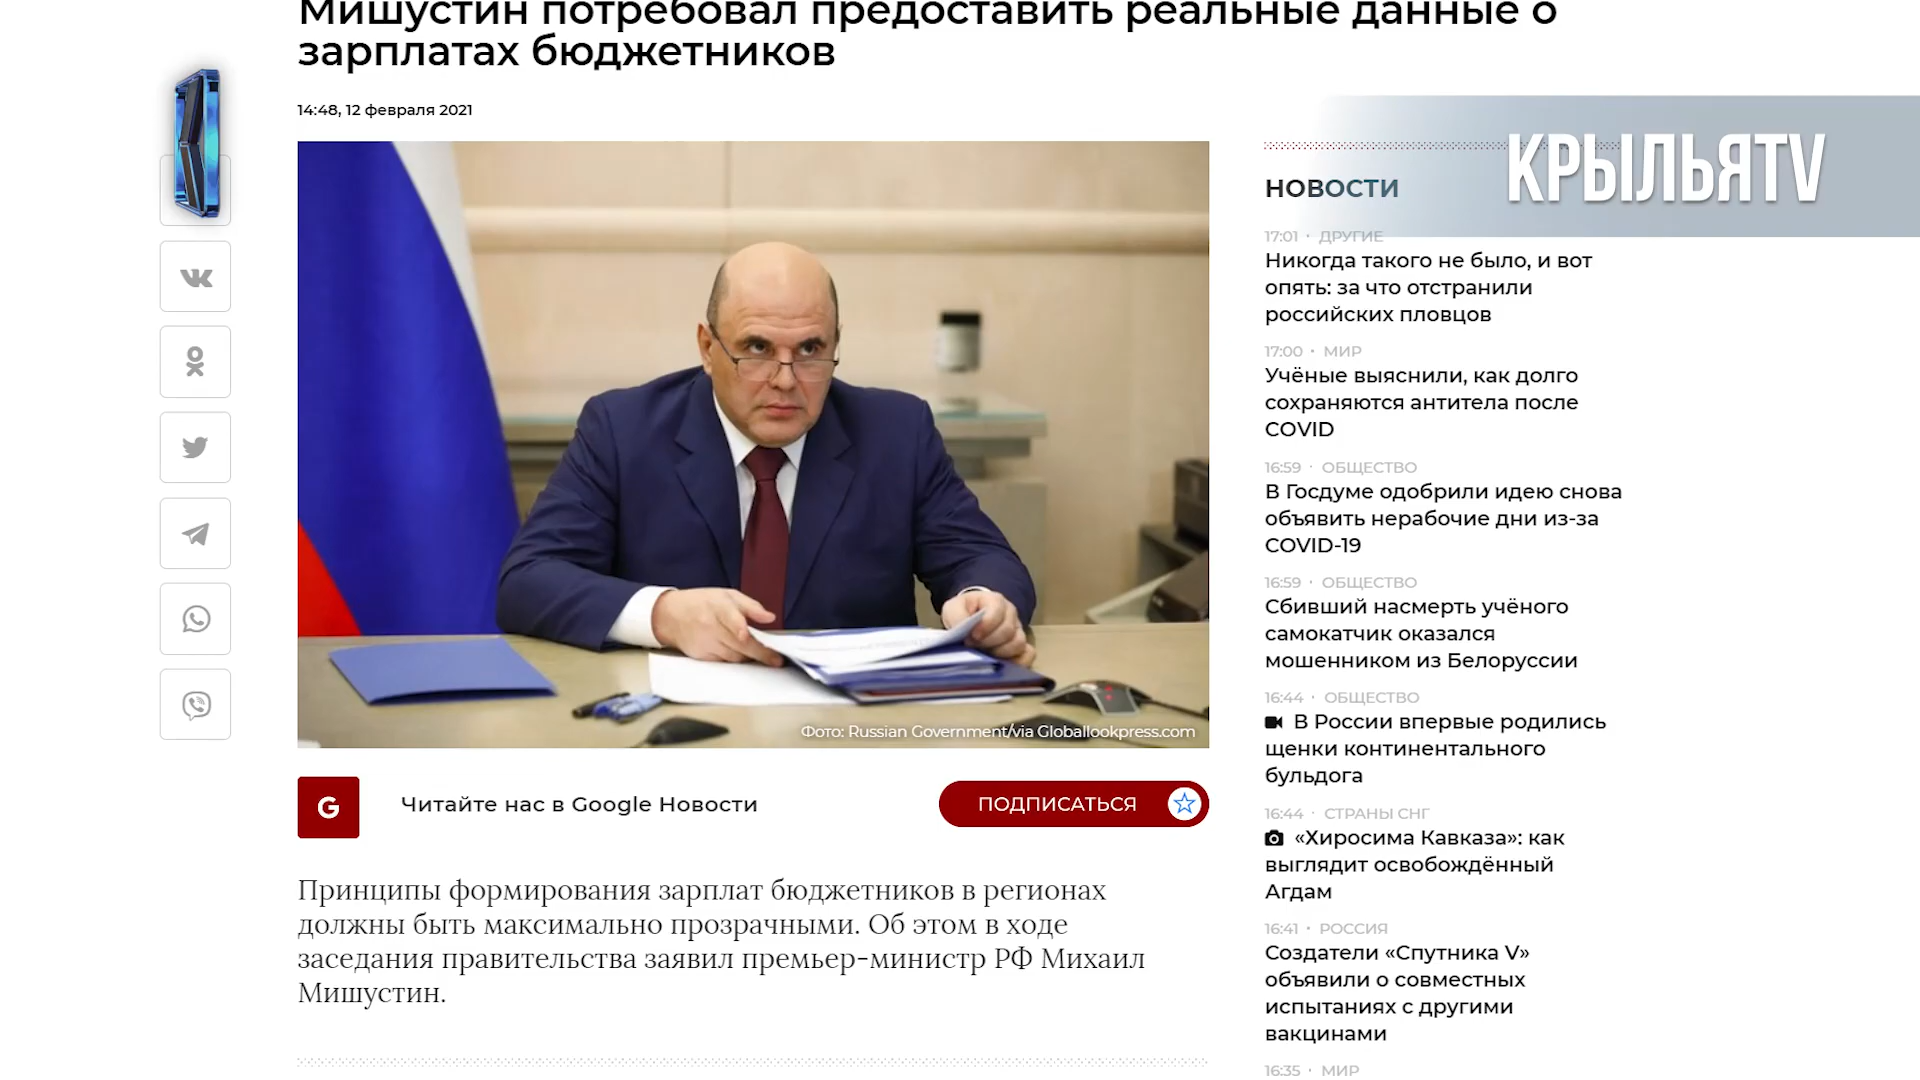 Мишустин потребовал предоставить реальные данные о
зарплатах бюджетников
14:48, 12 февраля 2021
Фото: Russian Government/via Globallookpress.com
G
Читайте нас в Google Новости
ПОДПИСАТЬСЯ
Принципы формирования зарплат бюджетников в регионах
должны быть максимально прозрачными. Об этом в ходе
заседания правительства заявил премьер-министр РФ Михаил
Мишустин.
КРЫЛЬЯTV
НОВОСТИ
17:01 · ДРУГИЕ
Никогда такого не было, и вот
опять: за что отстранили
российских пловцов
17:00 · МИР
Учёные выяснили, как долго
сохраняются антитела после
COVID
16:59 · ОБЩЕСТВО
В Госдуме одобрили идею снова
объявить нерабочие дни из-за
COVID-19
16:59 · ОБЩЕСТВО
Сбивший насмерть учёного
самокатчик оказался
мошенником из Белоруссии
16:44 · ОБЩЕСТВО
В России впервые родились
щенки континентального
бульдога
16:44 · СТРАНЫ СНГ
«Хиросима Кавказа»: как
выглядит освобождённый
Агдам
16:41 · РОССИЯ
Создатели «Спутника V»
объявили о совместных
испытаниях с другими
вакцинами
16:35 · МИР